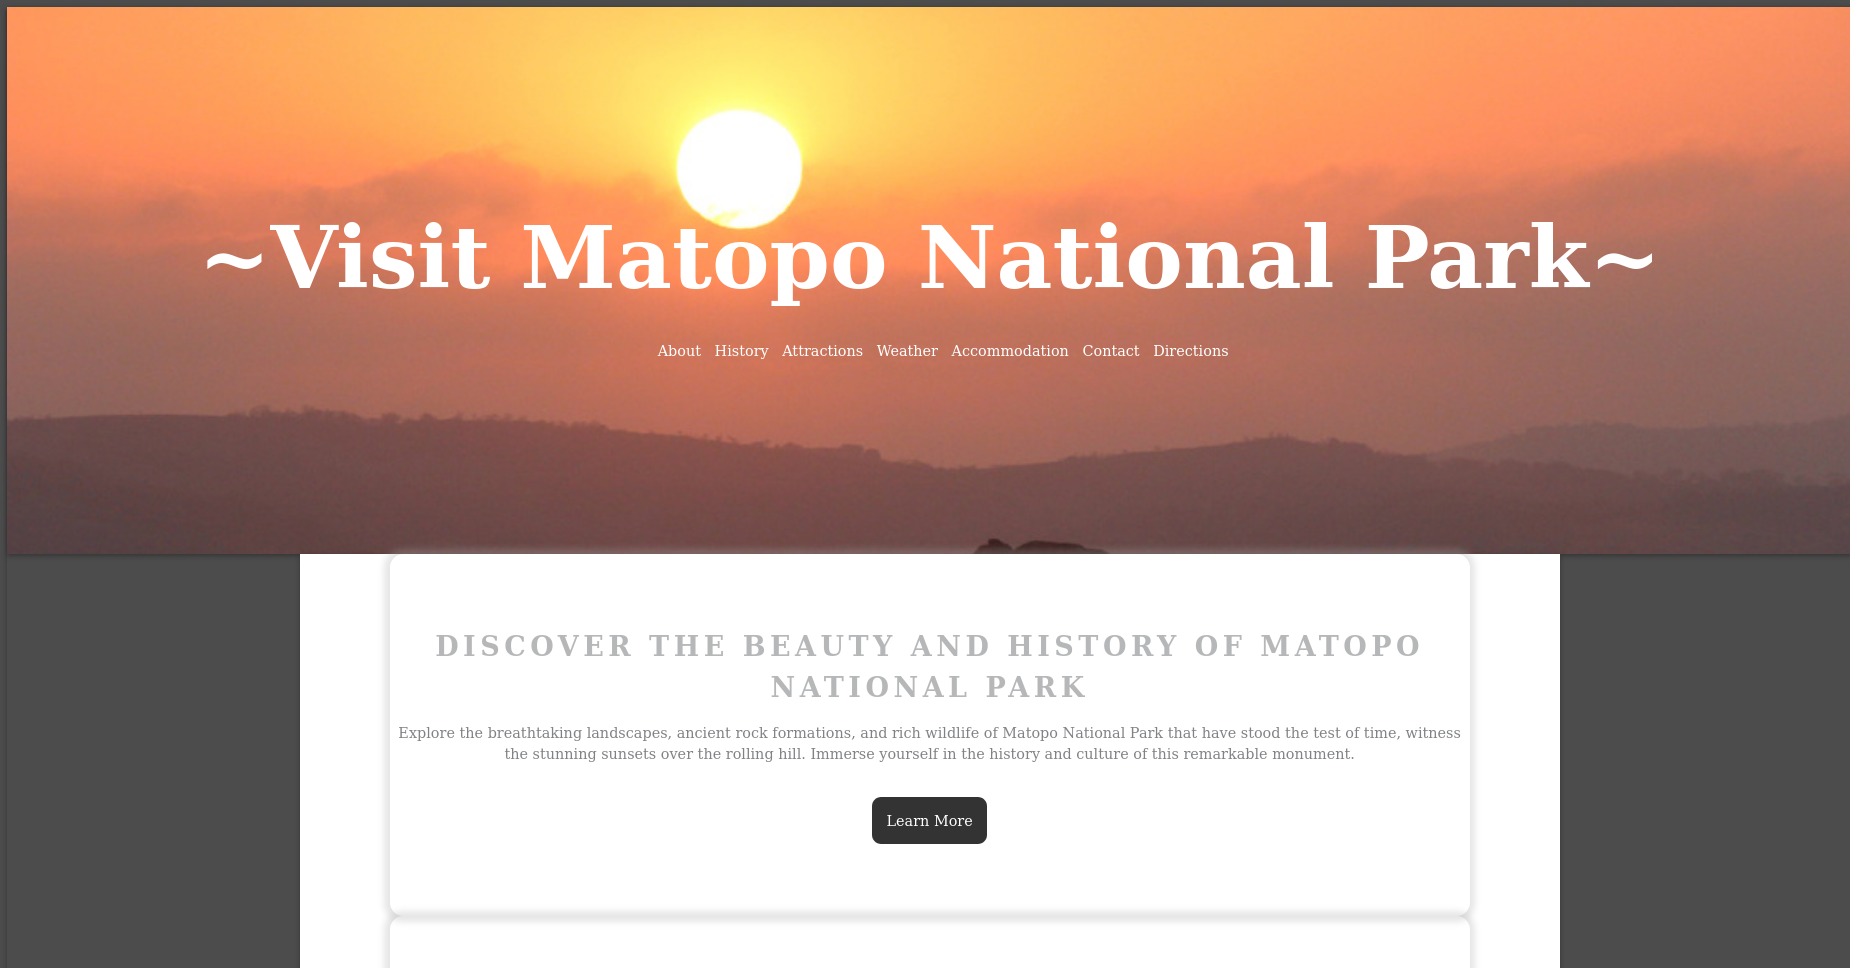 ~Visit Matopo National Park~
About History Attractions Weather Accommodation Contact Directions
DISCOVER THE BEAUTY AND HISTORY OF MATOPO
NATIONAL PARK
Explore the breathtaking landscapes, ancient rock formations, and rich wildlife of Matopo National Park that have stood the test of time, witness
the stunning sunsets over the rolling hill. Immerse yourself in the history and culture of this remarkable monument.
Learn More